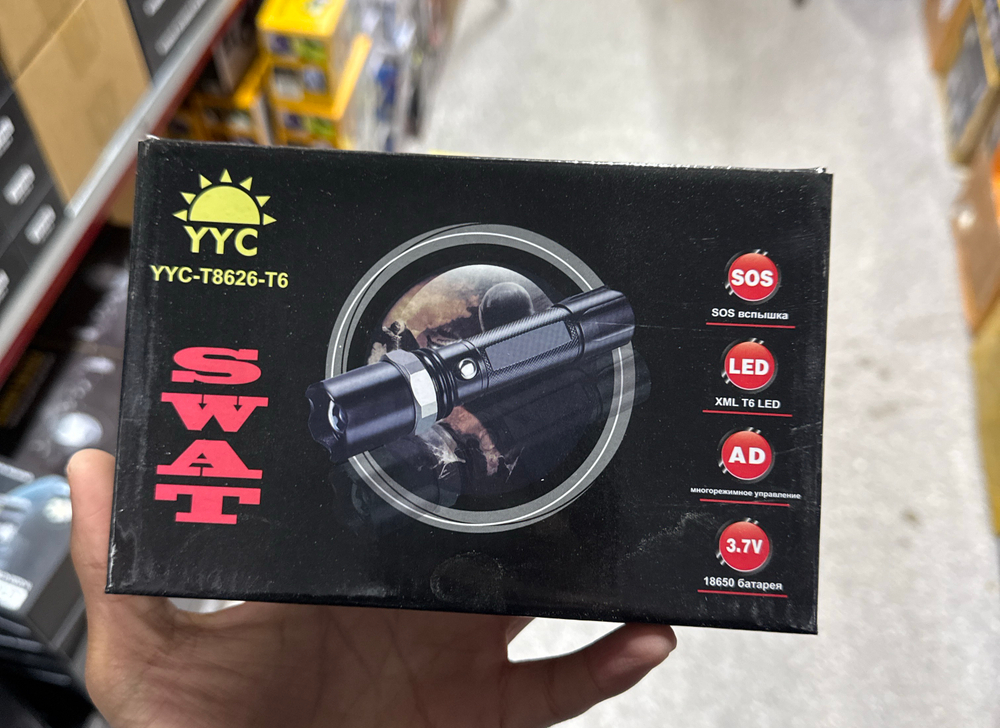 YYC
YYC-T8626-T6
SWAT
SOS
SOS вспышка
LED
XML T6 LED
AD
многорежимное управление
3.7V
18650 батарея